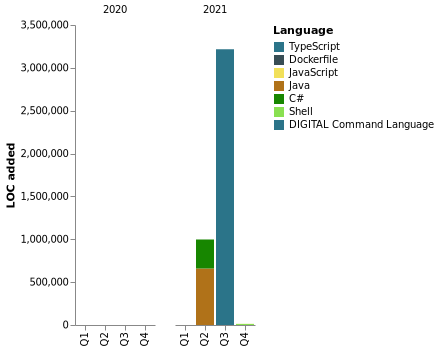 2020
2021
LOC added
3,500,000
3,000,000
2,500,000
2,000,000
1,500,000
1,000,000
500,000
0
Q1
Q2
Q3
Q4
Q1
Q2
Q3
Q4
Language
TypeScript
Dockerfile
JavaScript
Java
C#
Shell
DIGITAL Command Language